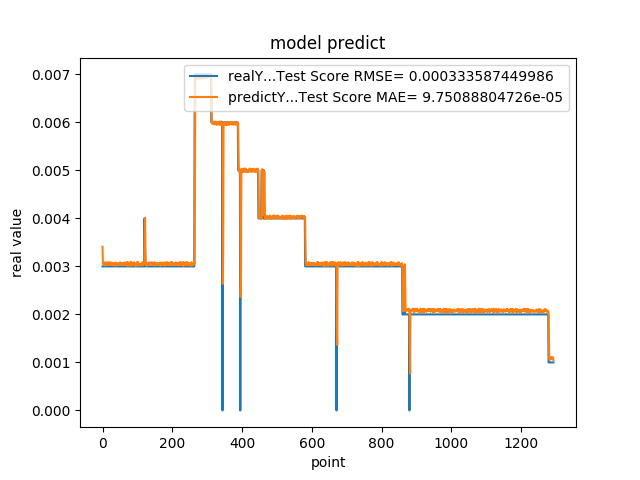 model predict
realY...Test Score RMSE= 0.000333587449986
predictY...Test Score MAE= 9.75088804726e-05
real value
0.007
0.006
0.005
0.004
0.003
0.002
0.001
0.000
0 200 400 600 800 1000 1200
point